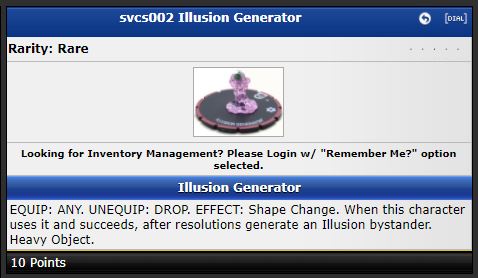 svcs002 Illusion Generator
[DIAL]
Rarity: Rare
Looking for Inventory Management? Please Login w/ "Remember Me?" option
selected.
Illusion Generator
EQUIP: ANY. UNEQUIP: DROP. EFFECT: Shape Change. When this character
uses it and succeeds, after resolutions generate an Illusion bystander.
Heavy Object.
10 Points